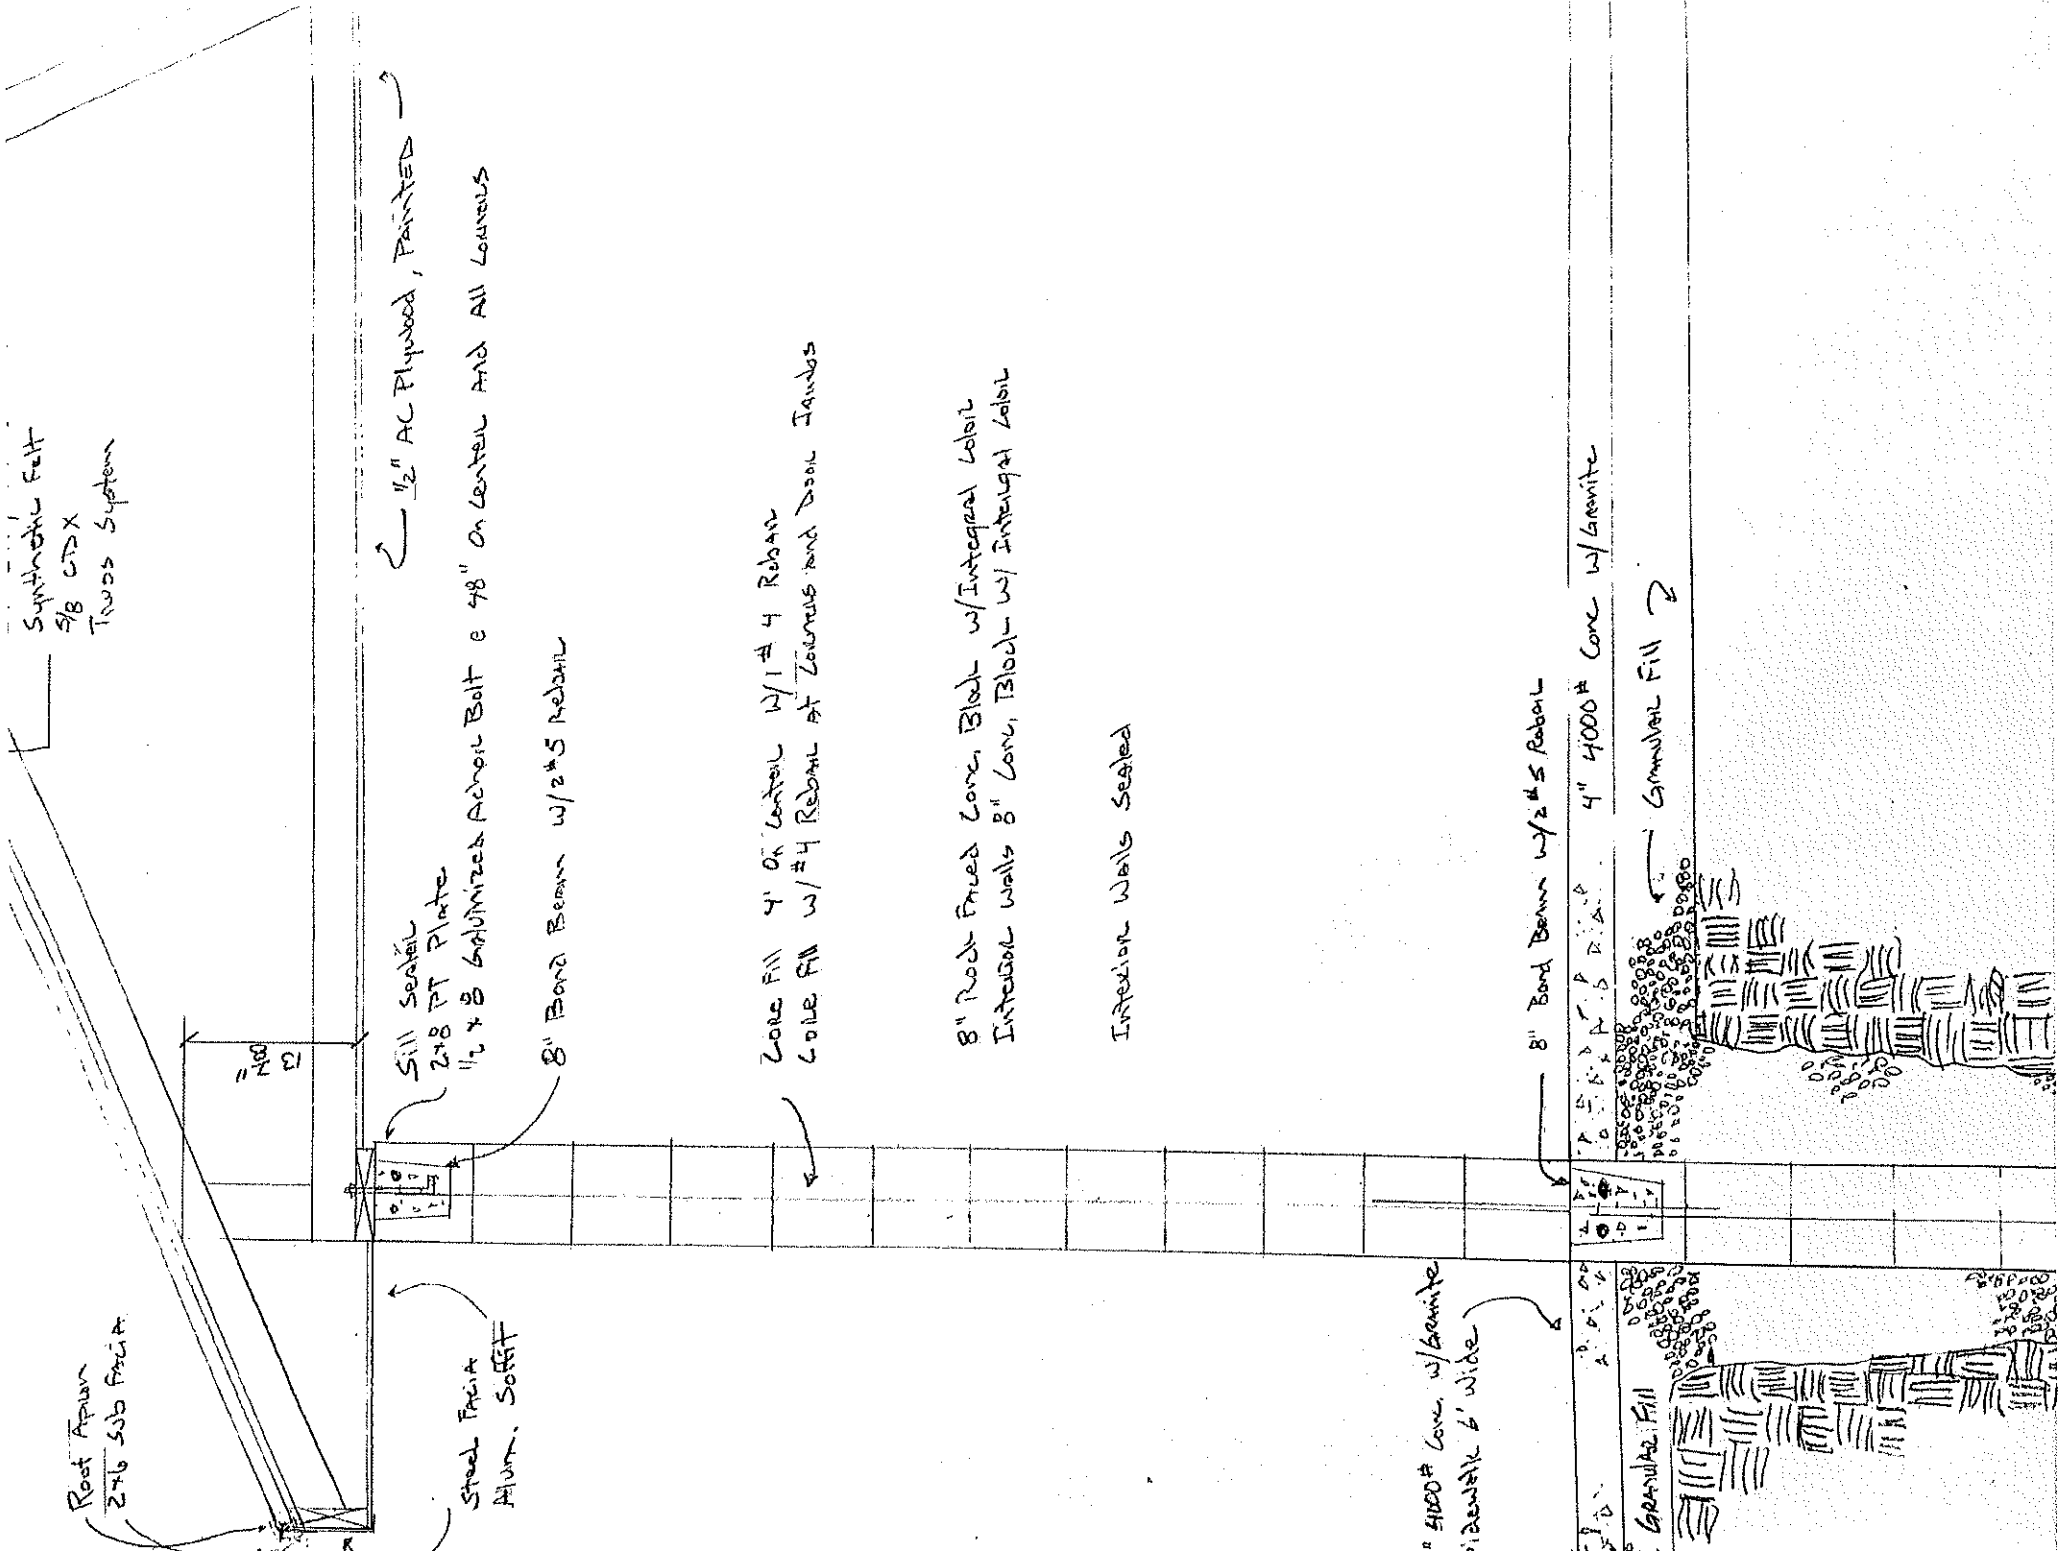 Synthetic Felt
5/8 CDX
Truss System
Roof Apron
2x6 Sub Facia
13 3/8"
1/2" AC Plywood, Painted
Sill Sealer
2x8 PT Plate
1/2 x 8 Galvinized Achor Bolt @ 48" On Center And All Corners
8" Bond Beam w/2 #5 Rebar
Steel Facia
Alum. Soffit
Core Fill 4' On Center w/1 #4 Rebar
Core Fill w/#4 Rebar at Corners and Door Jambs
8" Rock Faced Conc. Block w/Integral Color
Interior Walls 8" Conc. Block w/ Integral Color
Interior Walls Sealed
8" Bond Beam w/2 #5 Rebar
4" 4000# Conc w/Granite
Granular Fill
" 4000# Conc. w/Granite
Sidewalk 6' Wide
Granular Fill